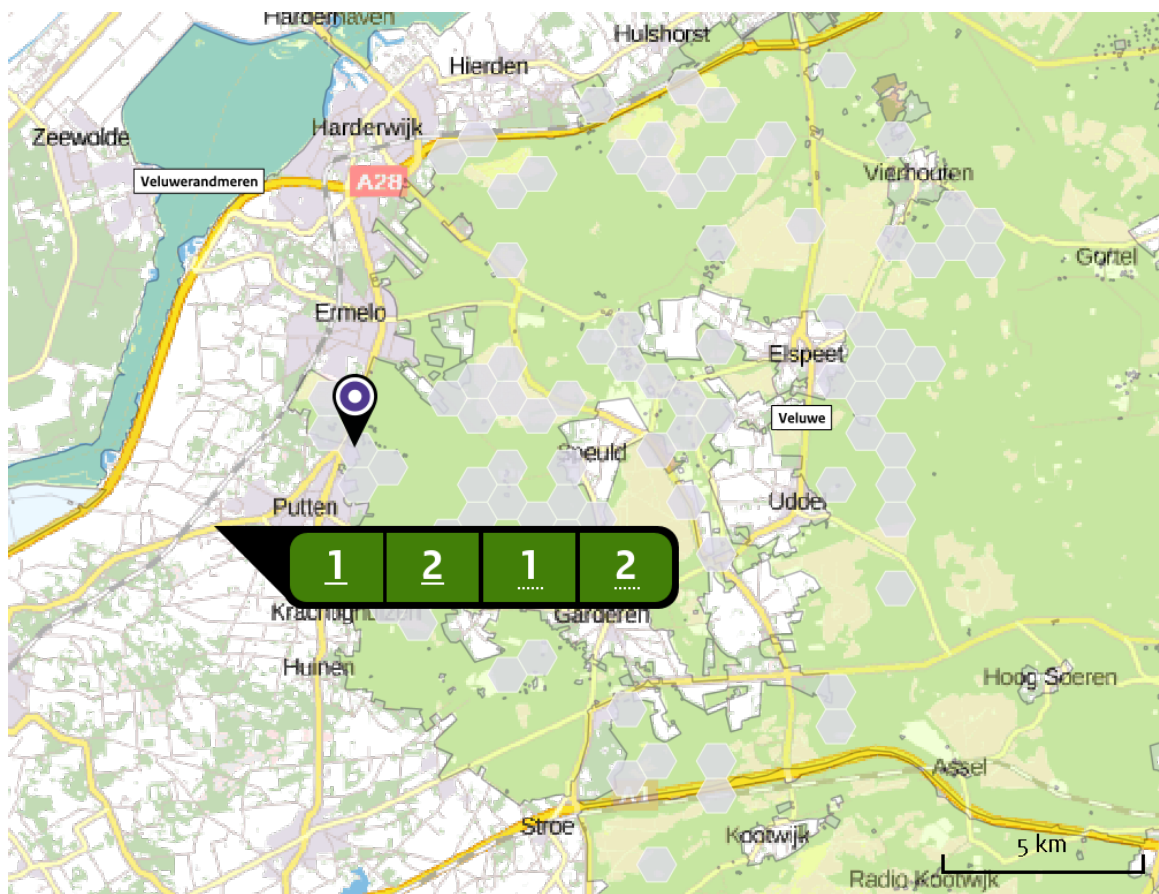 Harderhaven
Hulshorst
Hierden
Harderwijk
Zeewolde
Veluwerandmeren
A28
Vierhouten
Gortel
Ermelo
Elspeet
Veluwe
Speuld
Putten
Uddel
1 2 1 2
Krachtighuizen
Garderen
Huinen
Hoog Soeren
Assel
Stroe
Kootwijk
5 km
Radio Kootwijk